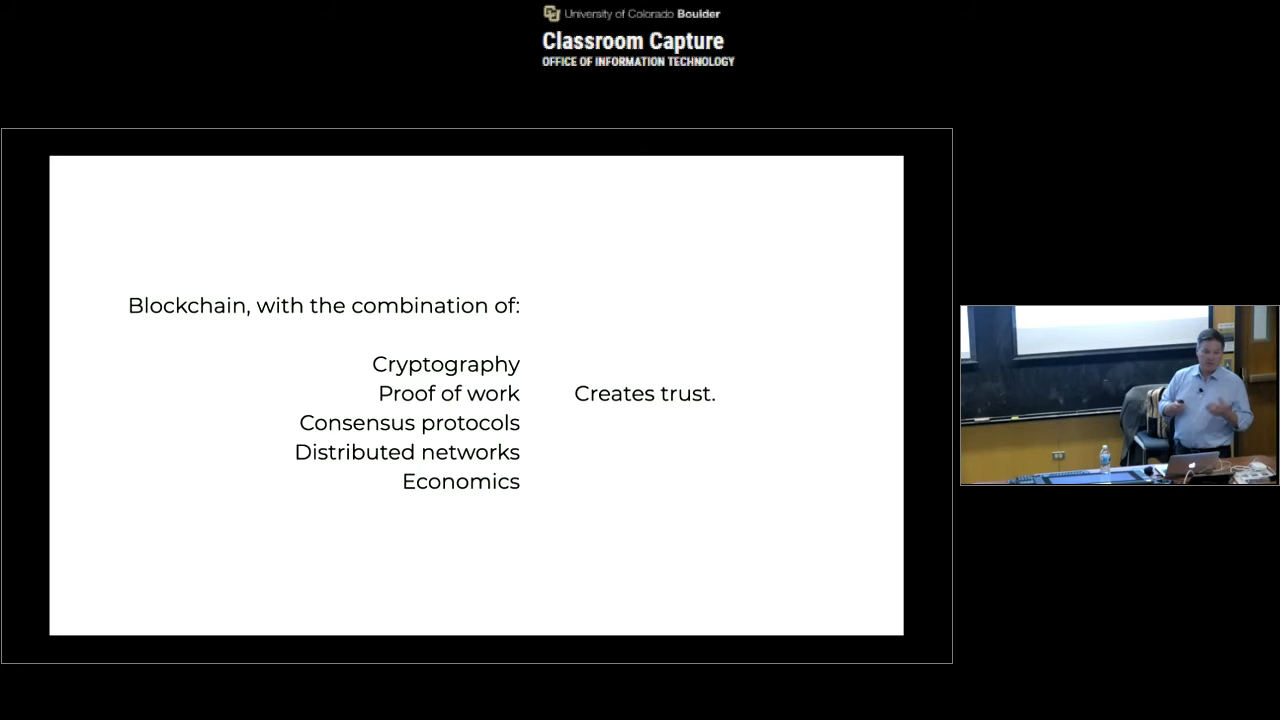 University of Colorado Boulder
Classroom Capture
OFFICE OF INFORMATION TECHNOLOGY
Blockchain, with the combination of:
Cryptography
Proof of work
Creates trust.
Consensus protocols
Distributed networks
Economics